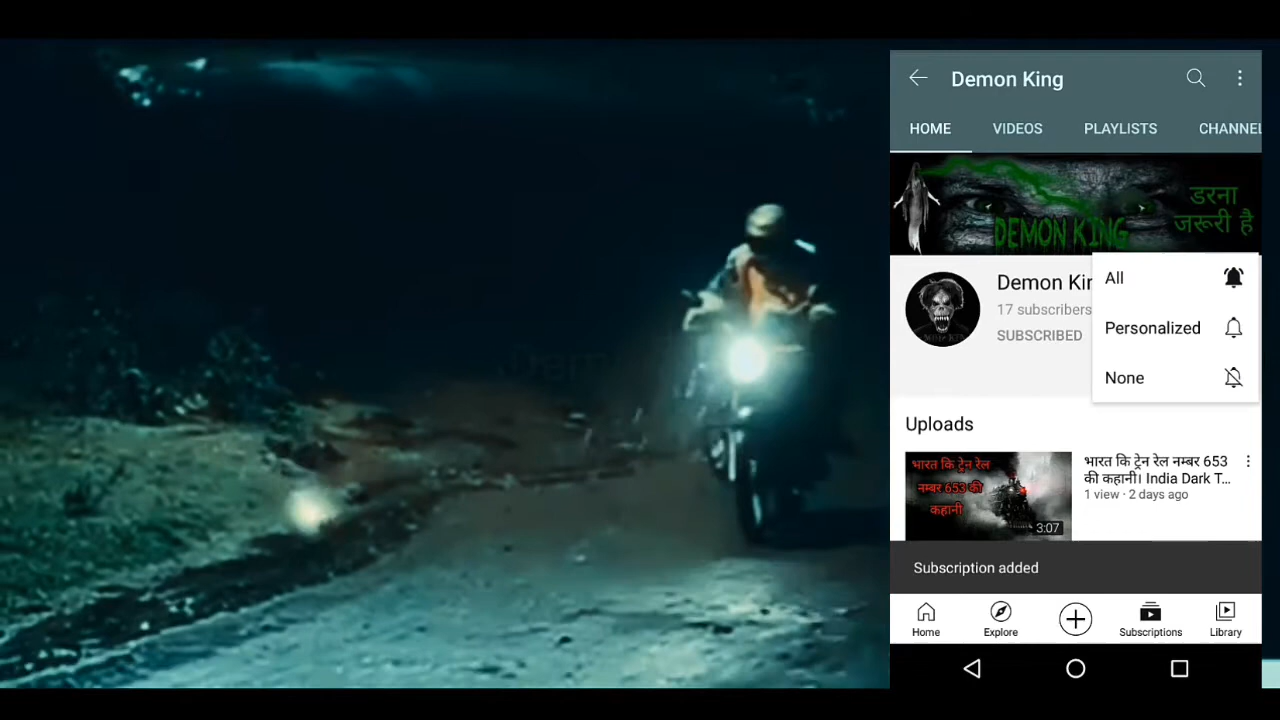 Demon King
HOME VIDEOS PLAYLISTS CHANNEL
डरना
जरूरी है
DEMON KING
Demon Kin
17 subscribers
SUBSCRIBED
All
Personalized
None
Uploads
भारत कि ट्रेन रेल
नम्बर 653 की
कहानी
3:07
भारत कि ट्रेन रेल नम्बर 653
की कहानी। India Dark T...
1 view · 2 days ago
Subscription added
Home Explore Subscriptions Library